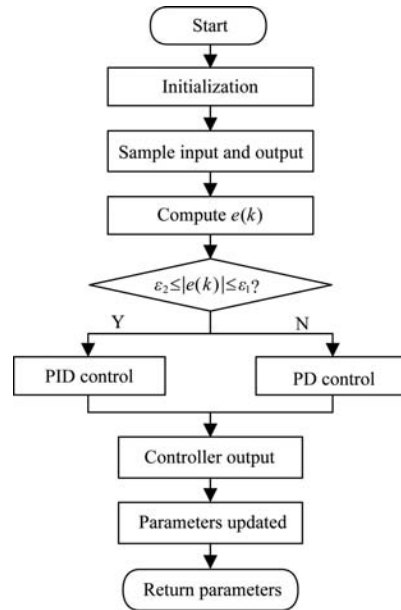 Start
Initialization
Sample input and output
Compute e(k)
ε₂≤|e(k)|≤ε₁?
Y
N
PID control
PD control
Controller output
Parameters updated
Return parameters